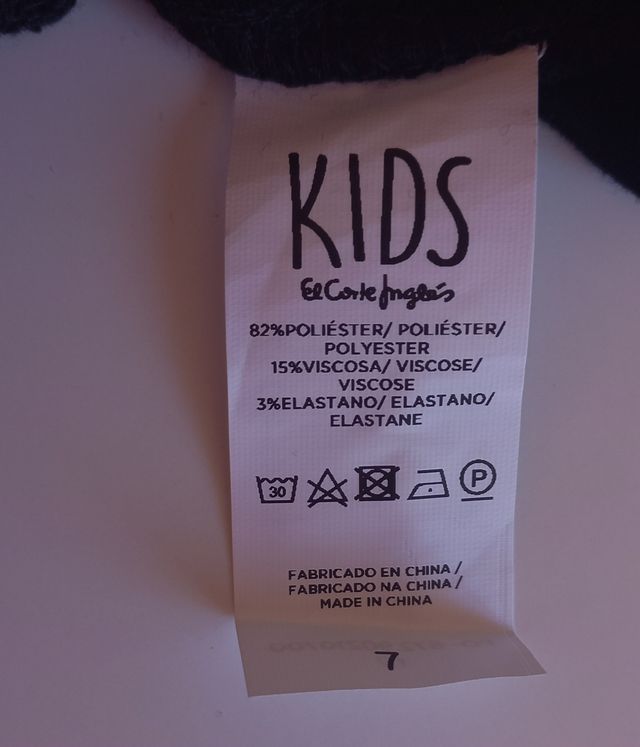 KIDS
El Corte Inglés
82%POLIÉSTER/ POLIÉSTER/
POLYESTER
15%VISCOSA/ VISCOSE/
VISCOSE
3%ELASTANO/ ELASTANO/
ELASTANE
30 P
FABRICADO EN CHINA /
FABRICADO NA CHINA /
MADE IN CHINA
7